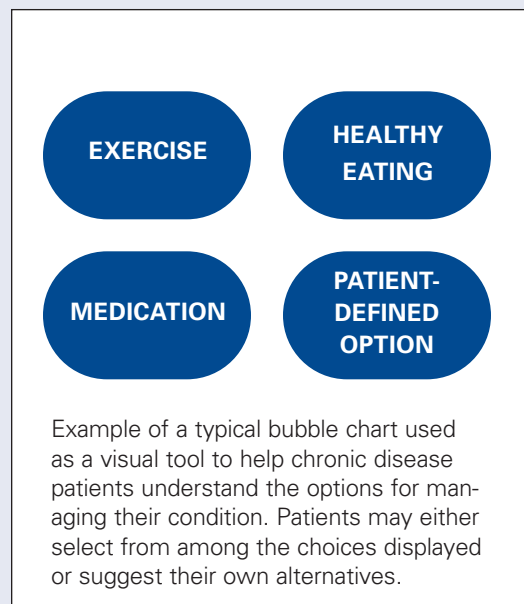 EXERCISE
HEALTHY
EATING
MEDICATION
PATIENT-
DEFINED
OPTION
Example of a typical bubble chart used
as a visual tool to help chronic disease
patients understand the options for man-
aging their condition. Patients may either
select from among the choices displayed
or suggest their own alternatives.